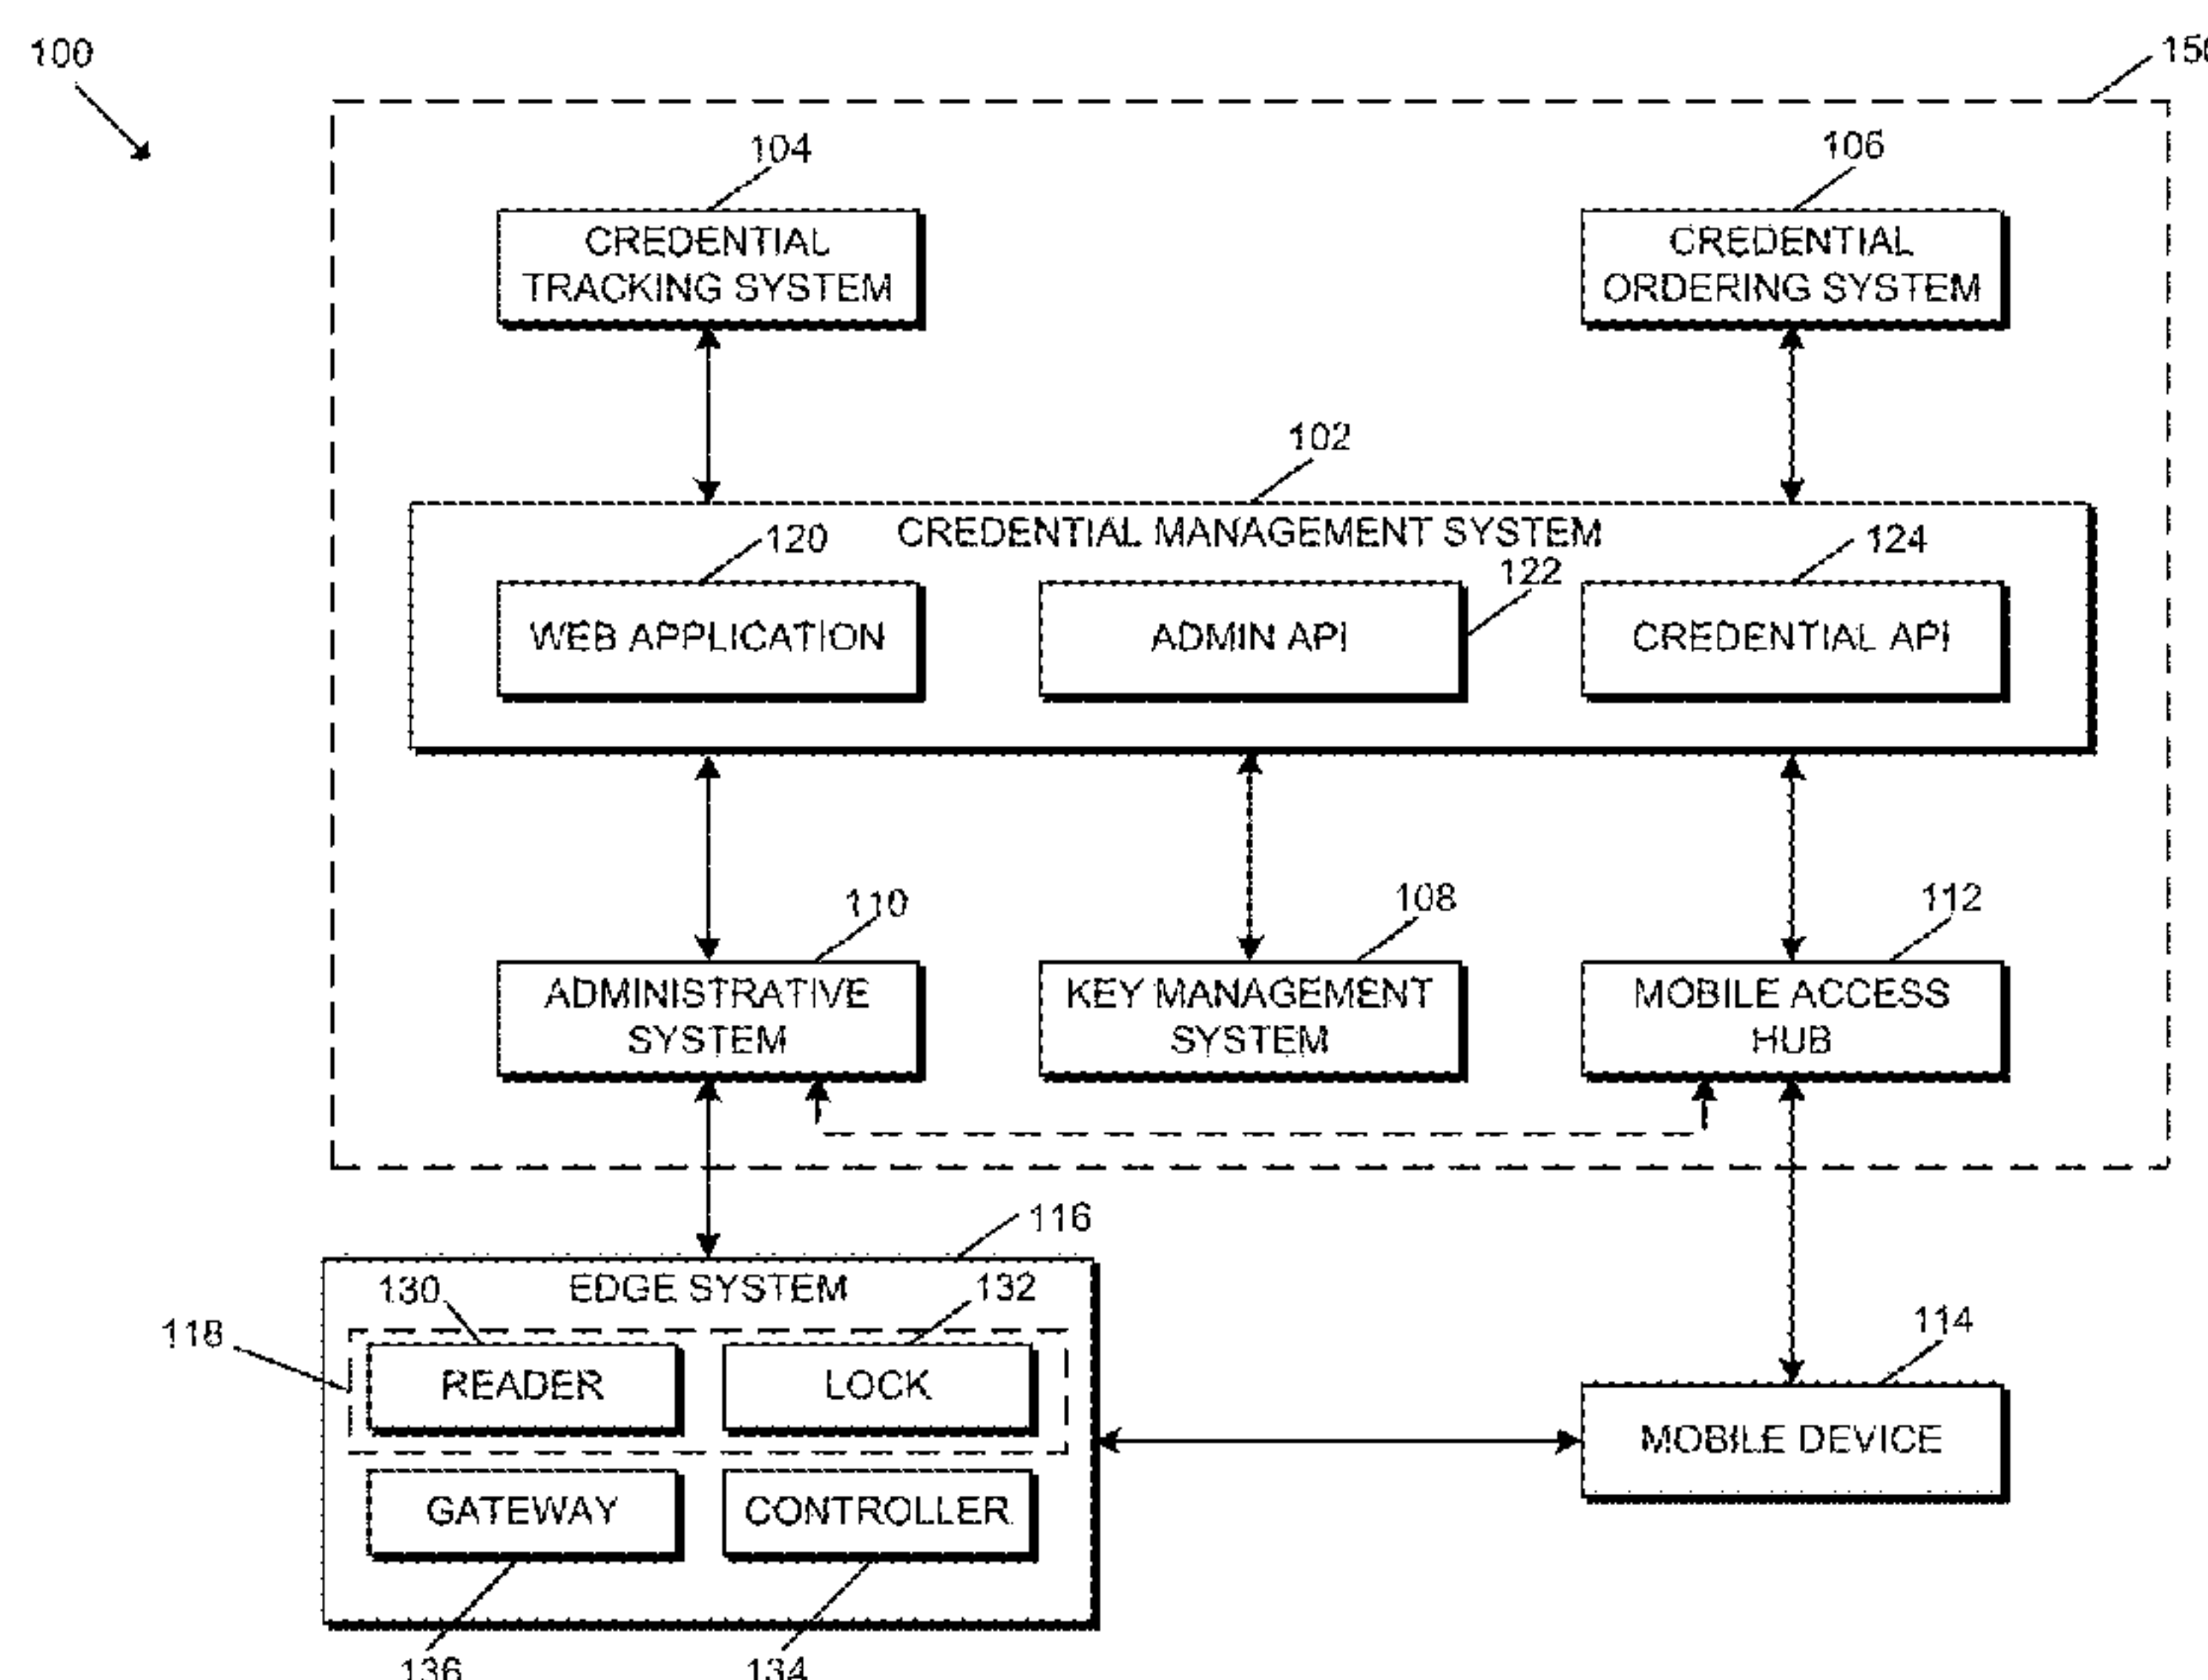 100
104
106
CREDENTIAL
TRACKING SYSTEM
CREDENTIAL
ORDERING SYSTEM
102
CREDENTIAL MANAGEMENT SYSTEM
120
122
124
WEB APPLICATION
ADMIN API
CREDENTIAL API
110
108
112
ADMINISTRATIVE
SYSTEM
KEY MANAGEMENT
SYSTEM
MOBILE ACCESS
HUB
116
EDGE SYSTEM
130
132
118
READER
LOCK
114
MOBILE DEVICE
GATEWAY
CONTROLLER
136
134